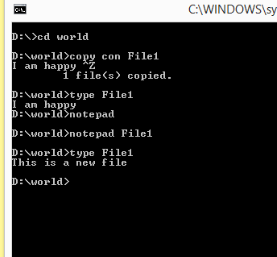 C:\WINDOWS\sy
D:\>cd world
D:\world>copy con File1
I am happy ^Z
1 file(s) copied.
D:\world>type File1
I am happy
D:\world>notepad
D:\world>notepad File1
D:\world>type File1
This is a new file
D:\world>